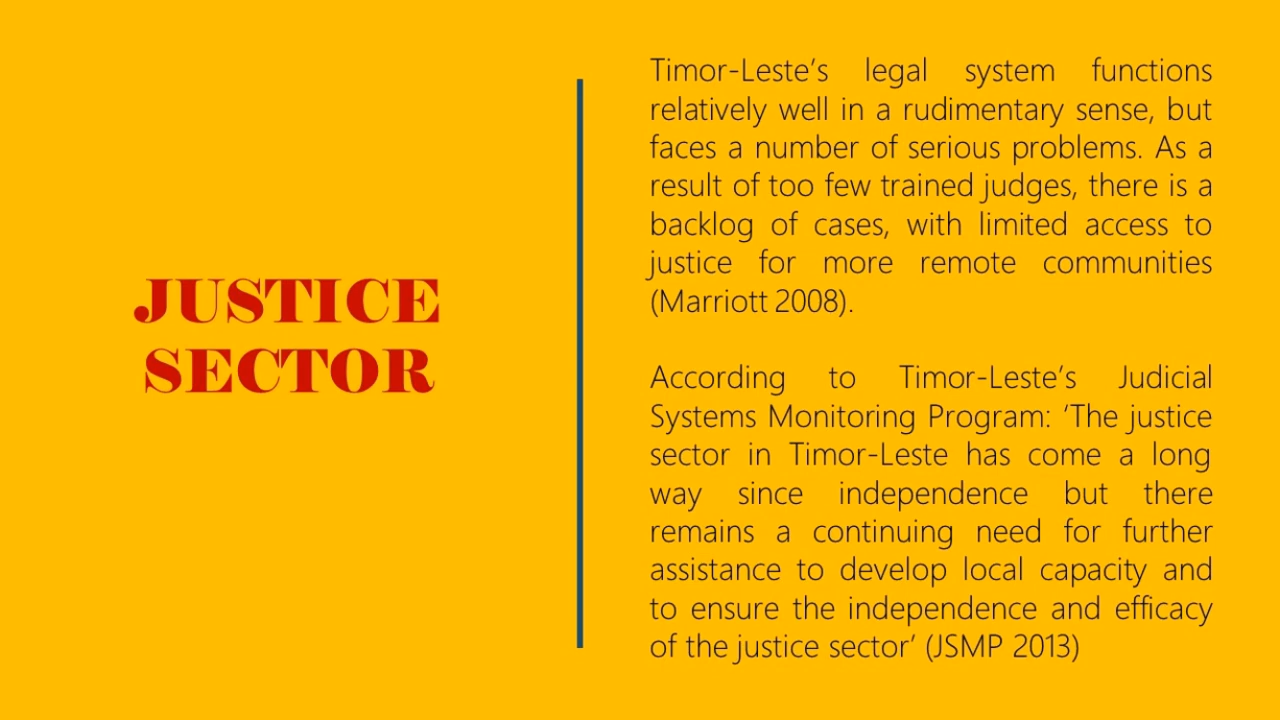 JUSTICE
SECTOR
Timor-Leste’s legal system functions
relatively well in a rudimentary sense, but
faces a number of serious problems. As a
result of too few trained judges, there is a
backlog of cases, with limited access to
justice for more remote communities
(Marriott 2008).
According to Timor-Leste’s Judicial
Systems Monitoring Program: ‘The justice
sector in Timor-Leste has come a long
way since independence but there
remains a continuing need for further
assistance to develop local capacity and
to ensure the independence and efficacy
of the justice sector’ (JSMP 2013)